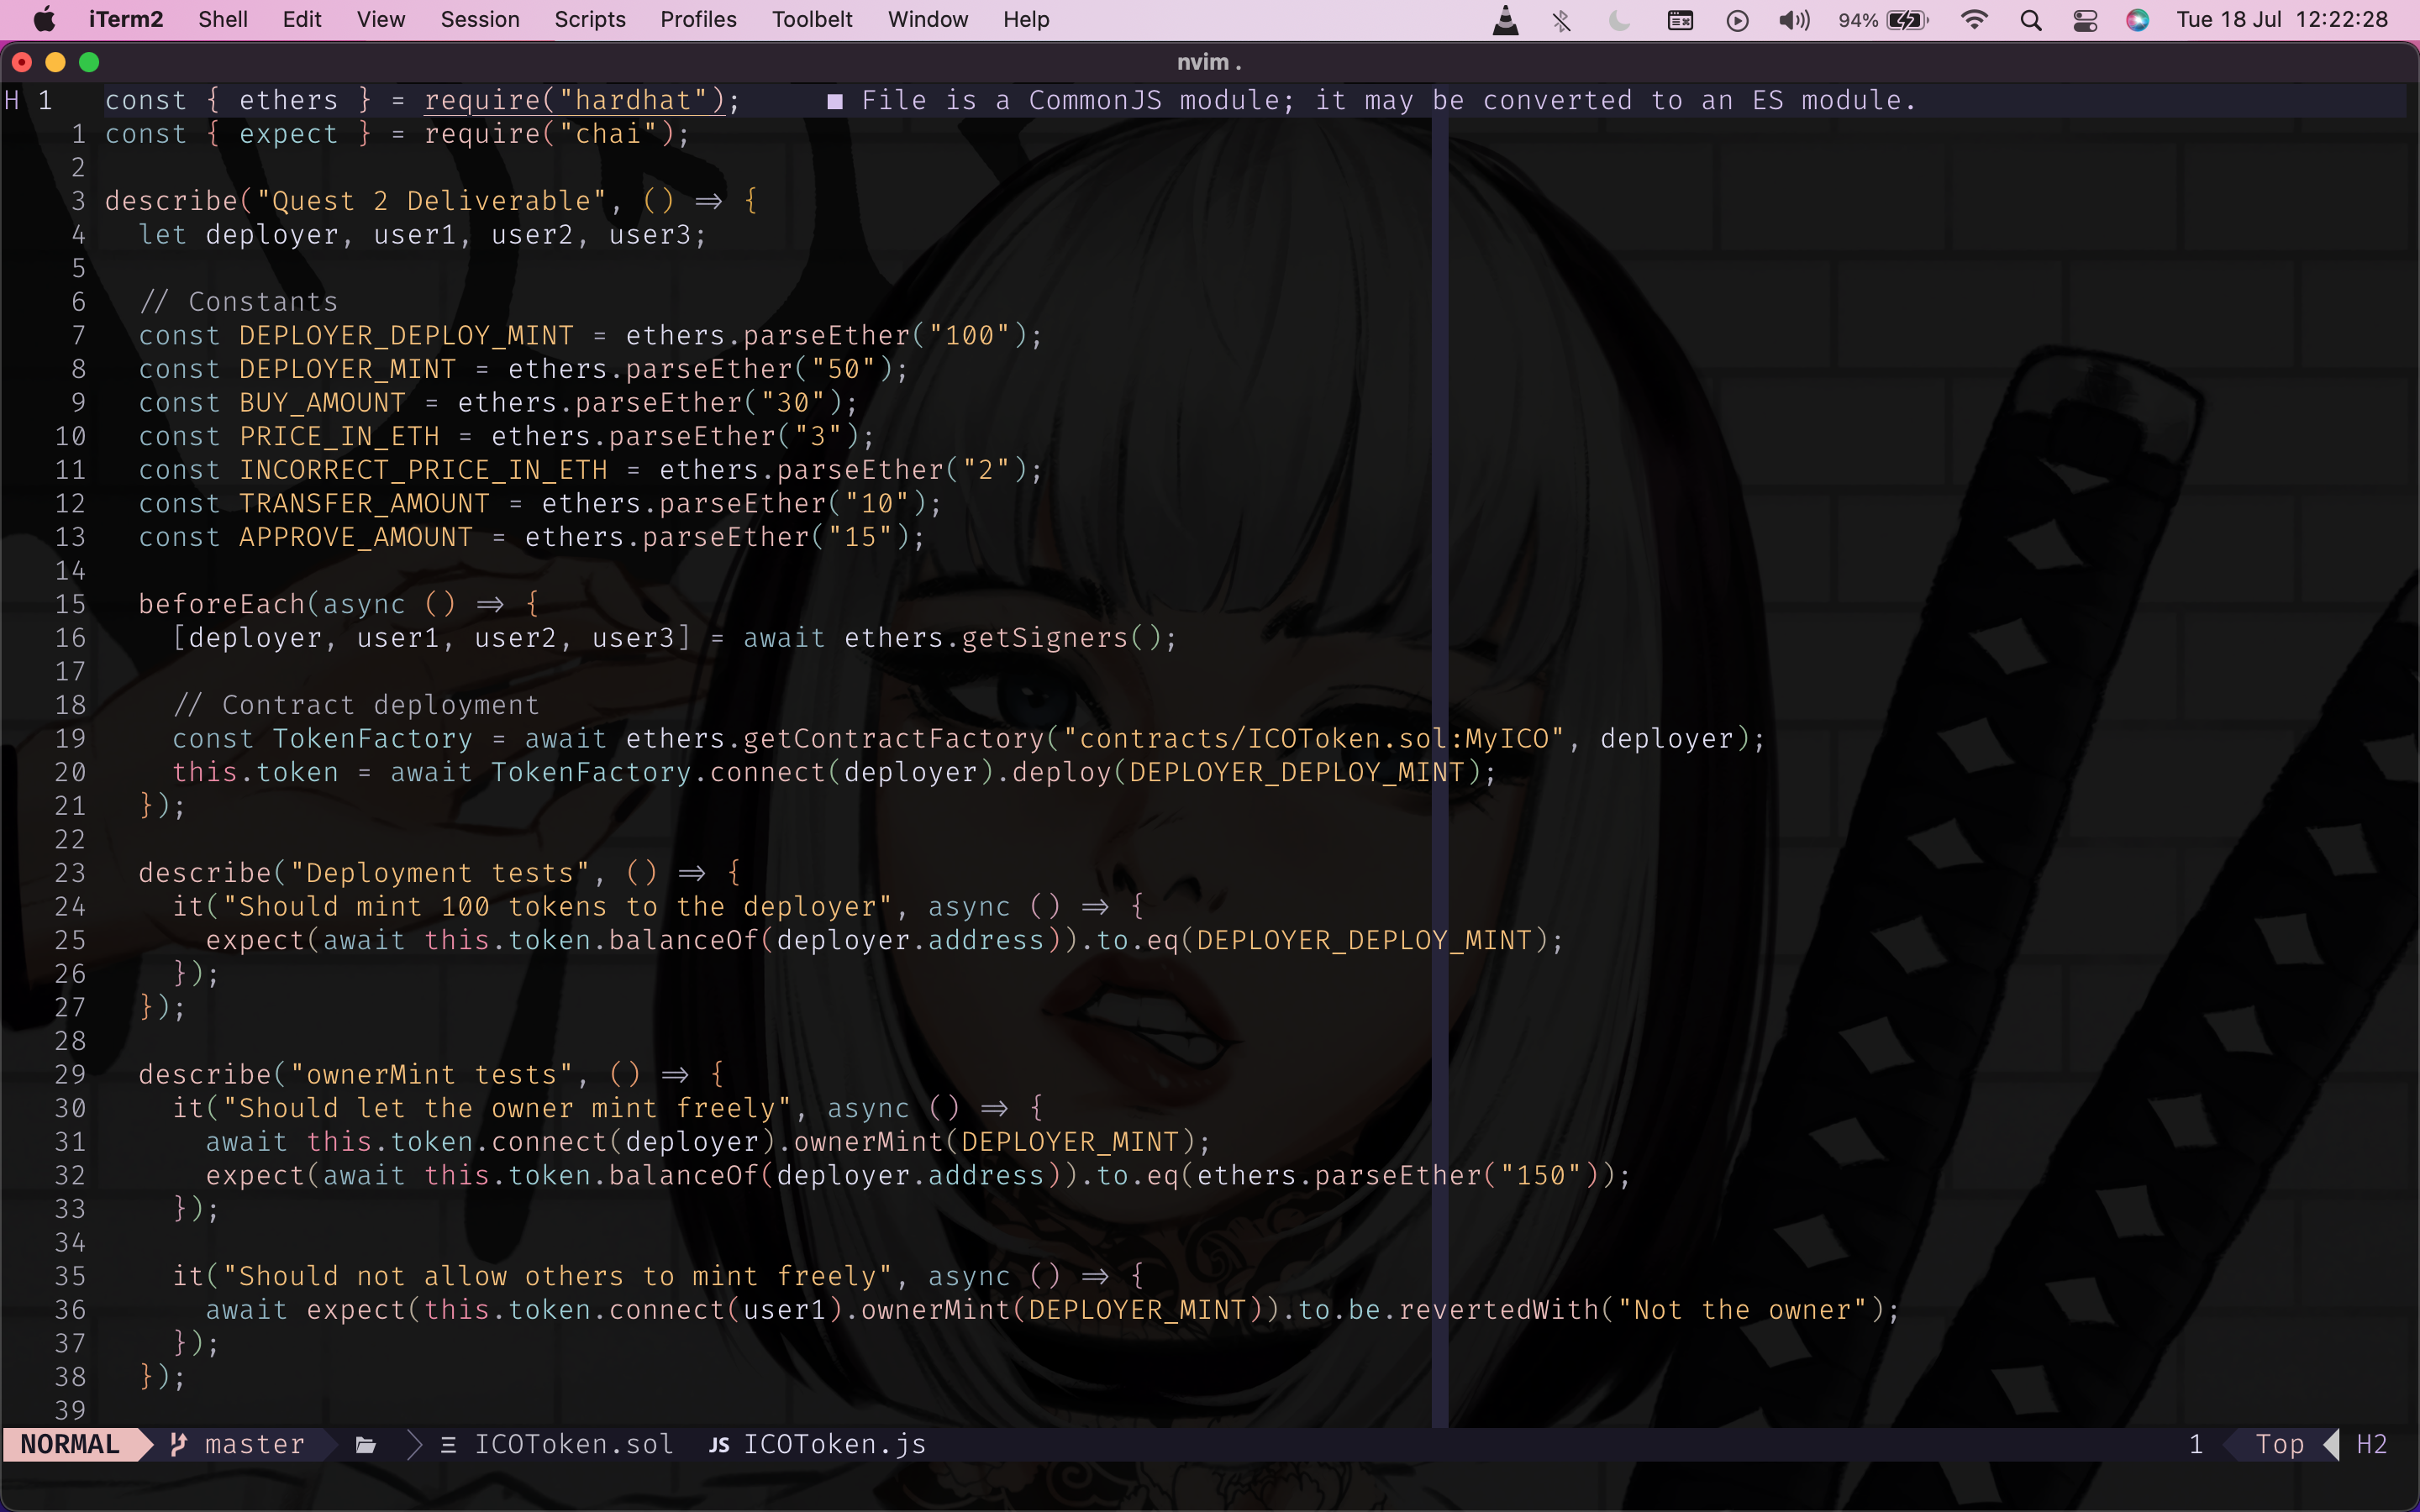 iTerm2 Shell Edit View Session Scripts Profiles Toolbelt Window Help 94% Tue 18 Jul 12:22:28
nvim .
H 1 const { ethers } = require("hardhat"); ■ File is a CommonJS module; it may be converted to an ES module.
1 const { expect } = require("chai");
2
3 describe("Quest 2 Deliverable", () => {
4 let deployer, user1, user2, user3;
5
6 // Constants
7 const DEPLOYER_DEPLOY_MINT = ethers.parseEther("100");
8 const DEPLOYER_MINT = ethers.parseEther("50");
9 const BUY_AMOUNT = ethers.parseEther("30");
10 const PRICE_IN_ETH = ethers.parseEther("3");
11 const INCORRECT_PRICE_IN_ETH = ethers.parseEther("2");
12 const TRANSFER_AMOUNT = ethers.parseEther("10");
13 const APPROVE_AMOUNT = ethers.parseEther("15");
14
15 beforeEach(async () => {
16 [deployer, user1, user2, user3] = await ethers.getSigners();
17
18 // Contract deployment
19 const TokenFactory = await ethers.getContractFactory("contracts/ICOToken.sol:MyICO", deployer);
20 this.token = await TokenFactory.connect(deployer).deploy(DEPLOYER_DEPLOY_MINT);
21 });
22
23 describe("Deployment tests", () => {
24 it("Should mint 100 tokens to the deployer", async () => {
25 expect(await this.token.balanceOf(deployer.address)).to.eq(DEPLOYER_DEPLOY_MINT);
26 });
27 });
28
29 describe("ownerMint tests", () => {
30 it("Should let the owner mint freely", async () => {
31 await this.token.connect(deployer).ownerMint(DEPLOYER_MINT);
32 expect(await this.token.balanceOf(deployer.address)).to.eq(ethers.parseEther("150"));
33 });
34
35 it("Should not allow others to mint freely", async () => {
36 await expect(this.token.connect(user1).ownerMint(DEPLOYER_MINT)).to.be.revertedWith("Not the owner");
37 });
38 });
39
NORMAL master ICOToken.sol JS ICOToken.js 1 Top H2